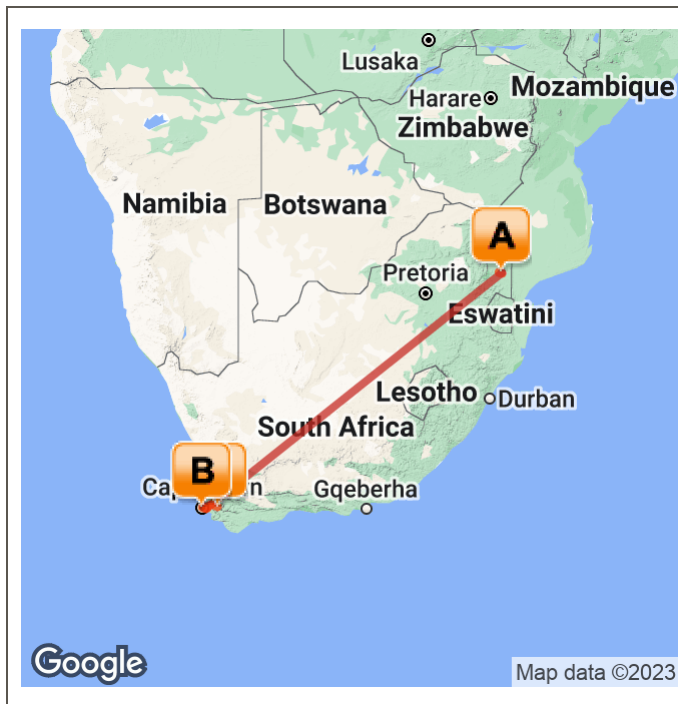 Lusaka
Mozambique
Harare
Zimbabwe
Namibia
Botswana
A
Pretoria
Eswatini
Lesotho
Durban
South Africa
B
Gqeberha
Google
Map data ©2023